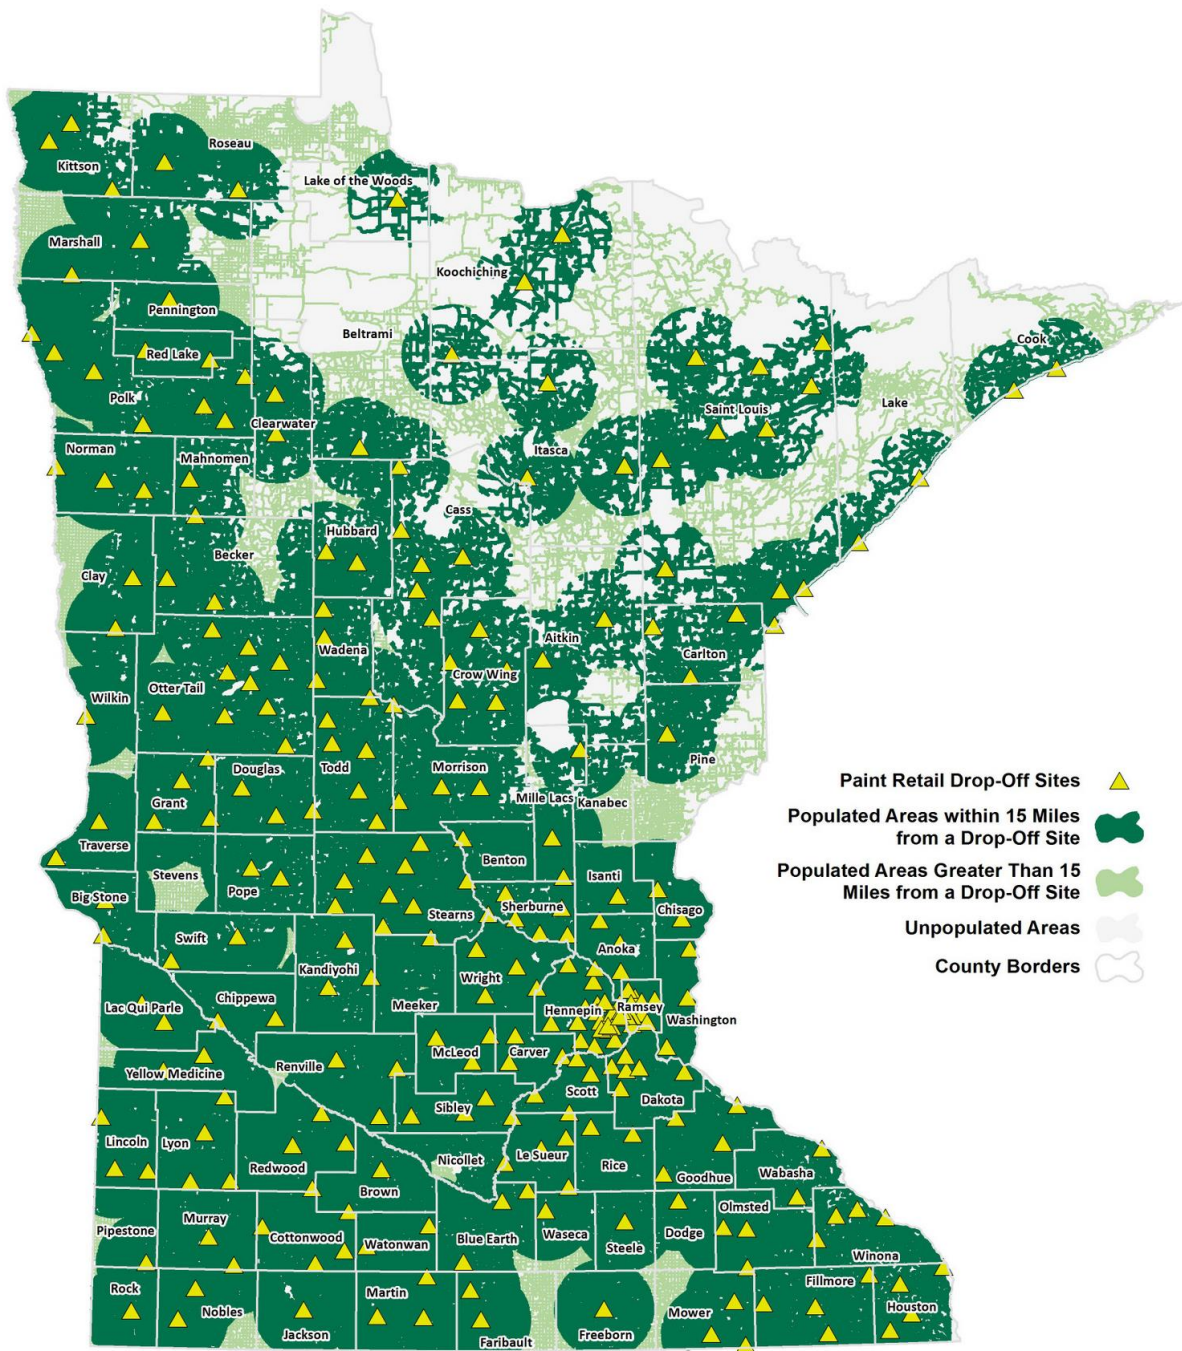 Roseau
Kittson
Lake of the Woods
Marshall
Koochiching
Pennington
Beltrami
Cook
Red Lake
Polk
Lake
Saint Louis
Clearwater
Norman
Mahnomen
Itasca
Cass
Hubbard
Becker
Clay
Aitkin
Wadena
Carlton
Crow Wing
Otter Tail
Wilkin
Pine
Douglas
Todd
Morrison
Grant
Mille Lacs
Kanabec
Traverse
Stevens
Benton
Isanti
Pope
Big Stone
Sherburne
Stearns
Chisago
Swift
Anoka
Kandiyohi
Wright
Chippewa
Lac Qui Parle
Meeker
Hennepin
Ramsey
Washington
McLeod
Carver
Renville
Yellow Medicine
Scott
Dakota
Sibley
Lincoln
Lyon
Le Sueur
Nicollet
Redwood
Rice
Wabasha
Goodhue
Brown
Olmsted
Murray
Pipestone
Cottonwood
Watonwan
Blue Earth
Waseca
Steele
Dodge
Winona
Rock
Martin
Fillmore
Nobles
Houston
Mower
Jackson
Faribault
Freeborn
Paint Retail Drop-Off Sites
Populated Areas within 15 Miles
from a Drop-Off Site
Populated Areas Greater Than 15
Miles from a Drop-Off Site
Unpopulated Areas
County Borders